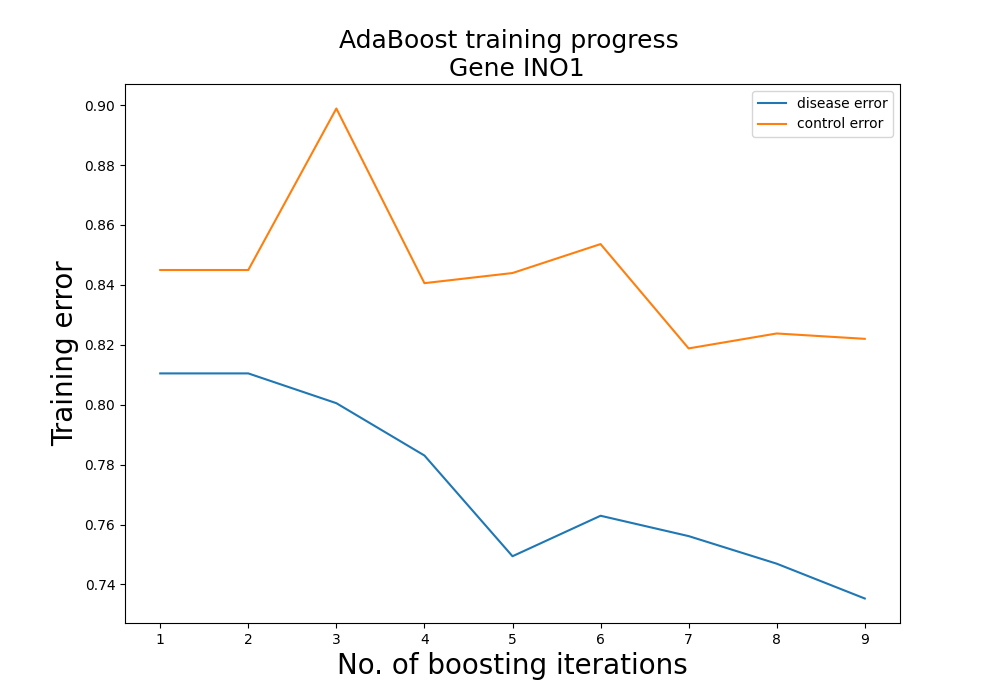 AdaBoost training progress
Gene INO1
disease error
control error
Training error
0.90
0.88
0.86
0.84
0.82
0.80
0.78
0.76
0.74
1 2 3 4 5 6 7 8 9
No. of boosting iterations